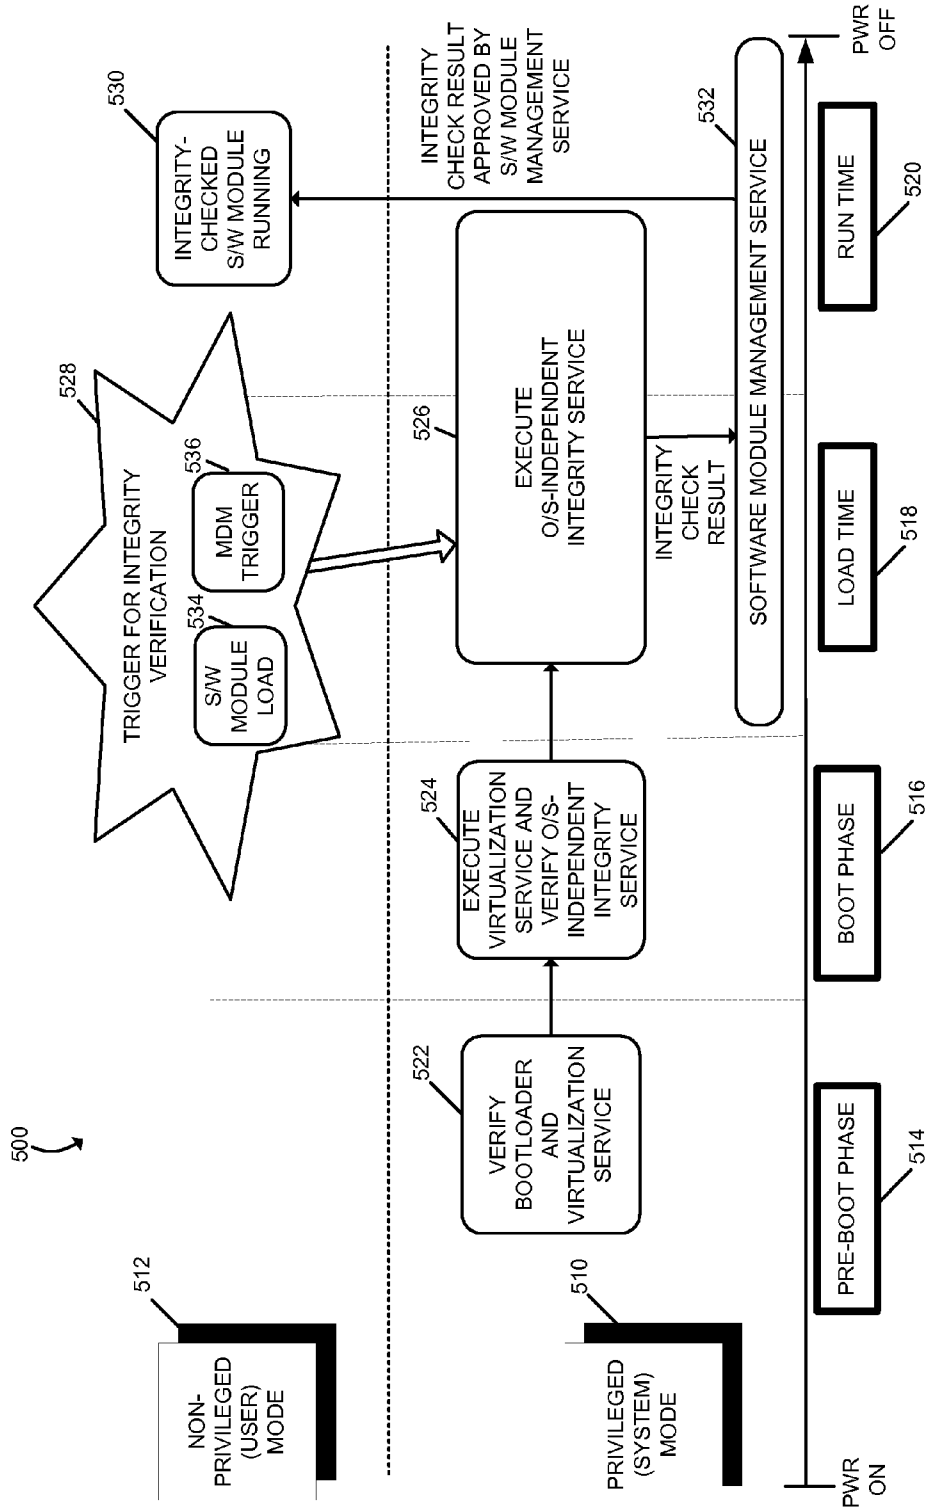 500
512
NON-
PRIVILEGED
(USER)
MODE
510
PRIVILEGED
(SYSTEM)
MODE
528
TRIGGER FOR INTEGRITY
VERIFICATION
534
S/W
MODULE
LOAD
536
MDM
TRIGGER
530
INTEGRITY-
CHECKED
S/W MODULE
RUNNING
522
VERIFY
BOOTLOADER
AND
VIRTUALIZATION
SERVICE
524
EXECUTE
VIRTUALIZATION
SERVICE AND
VERIFY O/S-
INDEPENDENT
INTEGRITY
SERVICE
526
EXECUTE
O/S-INDEPENDENT
INTEGRITY SERVICE
INTEGRITY
CHECK RESULT
APPROVED BY
S/W MODULE
MANAGEMENT
SERVICE
INTEGRITY
CHECK
RESULT
532
SOFTWARE MODULE MANAGEMENT SERVICE
PWR
ON
PRE-BOOT PHASE
514
BOOT PHASE
516
LOAD TIME
518
RUN TIME
520
PWR
OFF